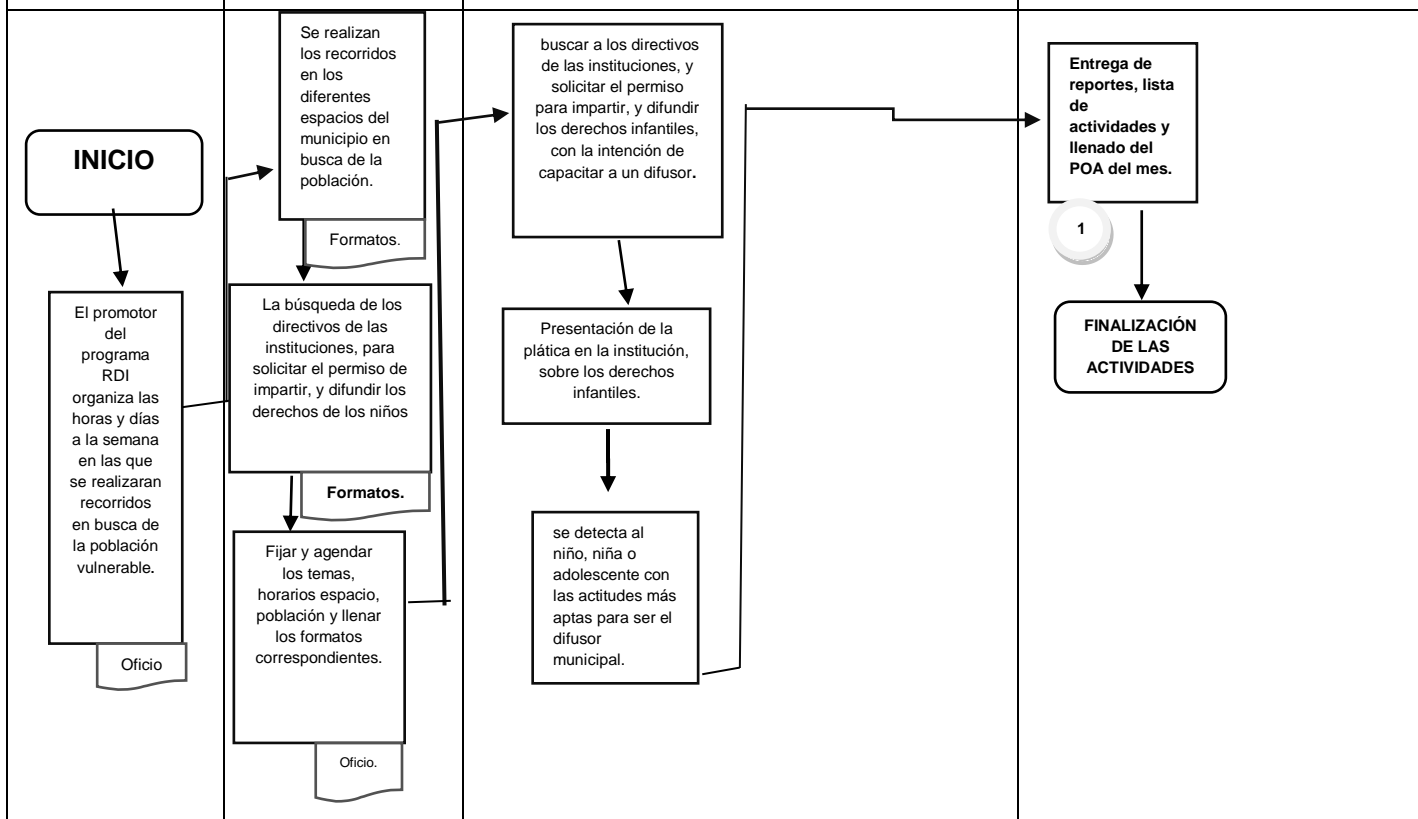 INICIO
El promotor
del
programa
RDI
organiza las
horas y días
a la semana
en las que
se realizaran
recorridos
en busca de
la población
vulnerable.
Oficio
Se realizan
los recorridos
en los
diferentes
espacios del
municipio en
busca de la
población.
Formatos.
La búsqueda de los
directivos de las
instituciones, para
solicitar el permiso de
impartir, y difundir los
derechos de los niños
Formatos.
Fijar y agendar
los temas,
horarios espacio,
población y llenar
los formatos
correspondientes.
Oficio.
buscar a los directivos
de las instituciones, y
solicitar el permiso
para impartir, y difundir
los derechos infantiles,
con la intención de
capacitar a un difusor.
Presentación de la
plática en la institución,
sobre los derechos
infantiles.
se detecta al
niño, niña o
adolescente con
las actitudes más
aptas para ser el
difusor
municipal.
Entrega de
reportes, lista
de
actividades y
llenado del
POA del mes.
1
FINALIZACIÓN
DE LAS
ACTIVIDADES